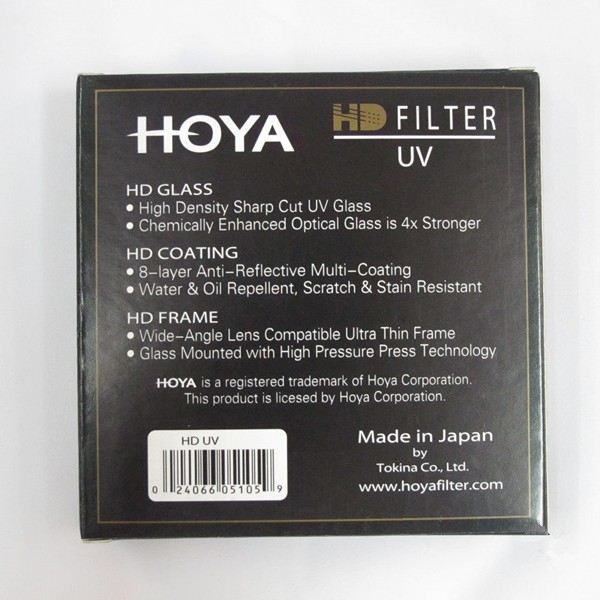 HOYA
HD FILTER
UV
HD GLASS
• High Density Sharp Cut UV Glass
• Chemically Enhanced Optical Glass is 4x Stronger
HD COATING
• 8-layer Anti-Reflective Multi-Coating
• Water & Oil Repellent, Scratch & Stain Resistant
HD FRAME
• Wide-Angle Lens Compatible Ultra Thin Frame
• Glass Mounted with High Pressure Press Technology
HOYA is a registered trademark of Hoya Corporation.
This product is licesed by Hoya Corporation.
HD UV
0 24066 05105 9
Made in Japan
by
Tokina Co., Ltd.
www.hoyafilter.com